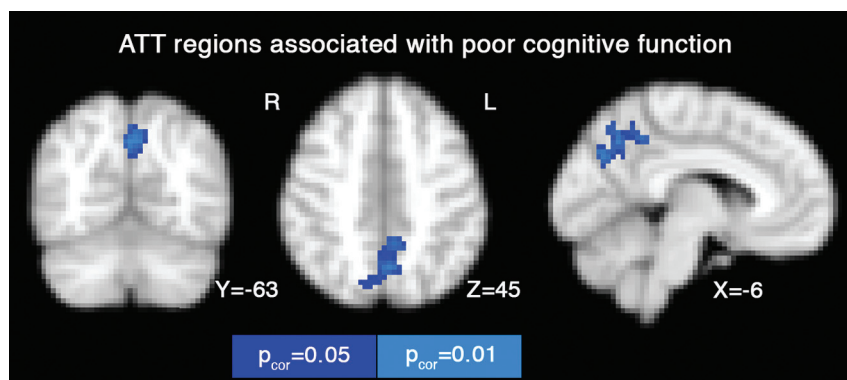 ATT regions associated with poor cognitive function
R
L
Y=-63
Z=45
X=-6
pcor=0.05
pcor=0.01